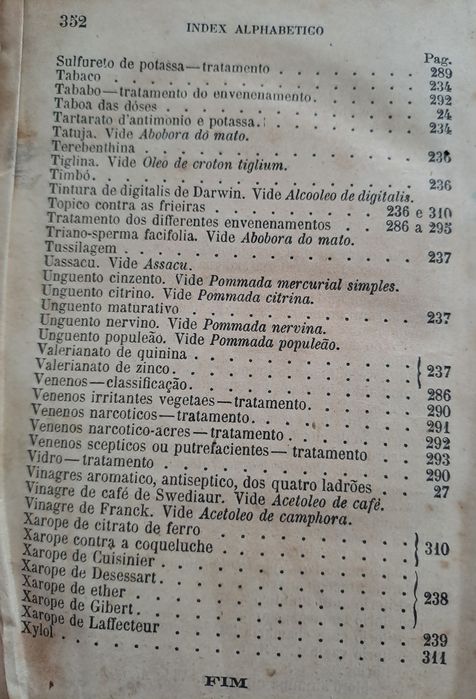 352 INDEX ALPHABETICO
Pag.
Sulfureto de potassa—tratamento . . . . . . . 289
Tabaco . . . . . . . . . . . . . . 234
Tababo—tratamento do envenenamento. . . . . 292
Taboa das dóses . . . . . . . . . . . 24
Tartarato d'antimonio e potassa. . . . . . . . 234
Tatuja. Vide Abobora do mato.
Terebenthina . . . . . . . . . . . . 236
Tiglina. Vide Oleo de croton tiglium.
Timbó. . . . . . . . . . . . . . . 236
Tintura de digitalis de Darwin. Vide Alcooleo de digitalis.
Topico contra as frieiras . . . . . . . 236 e 310
Tratamento dos differentes envenenamentos . . 286 a 295
Triano-sperma facifolia. Vide Abobora do mato.
Tussilagem . . . . . . . . . . . . . 237
Uassacu. Vide Assacu.
Unguento cinzento. Vide Pommada mercurial simples.
Unguento citrino. Vide Pommada citrina.
Unguento maturativo . . . . . . . . . . 237
Unguento nervino. Vide Pommada nervina.
Unguento populeão. Vide Pommada populeão.
Valerianato de quinina . . . . . . . . . }
Valerianato de zinco. . . . . . . . . . } 237
Venenos—classificação. . . . . . . . . . 286
Venenos irritantes vegetaes—tratamento. . . . . 290
Venenos narcoticos—tratamento. . . . . . . 291
Venenos narcotico-acres—tratamento . . . . . 292
Venenos scepticos ou putrefacientes— tratamento 293
Vidro—tratamento . . . . . . . . . . 290
Vinagres aromatico, antiseptico, dos quatro ladrões . . 27
Vinagre de café de Swediaur. Vide Acetoleo de café.
Vinagre de Franck. Vide Acetoleo de camphora.
Xarope de citrato de ferro . . . . . . . . }
Xarope contra a coqueluche . . . . . . . . } 310
Xarope de Cuisinier . . . . . . . . . . }
Xarope de Desessart. . . . . . . . . . }
Xarope de ether . . . . . . . . . . . } 238
Xarope de Gibert. . . . . . . . . . . }
Xarope de Laffecteur . . . . . . . . . . 239
Xylol . . . . . . . . . . . . . . 311
FIM